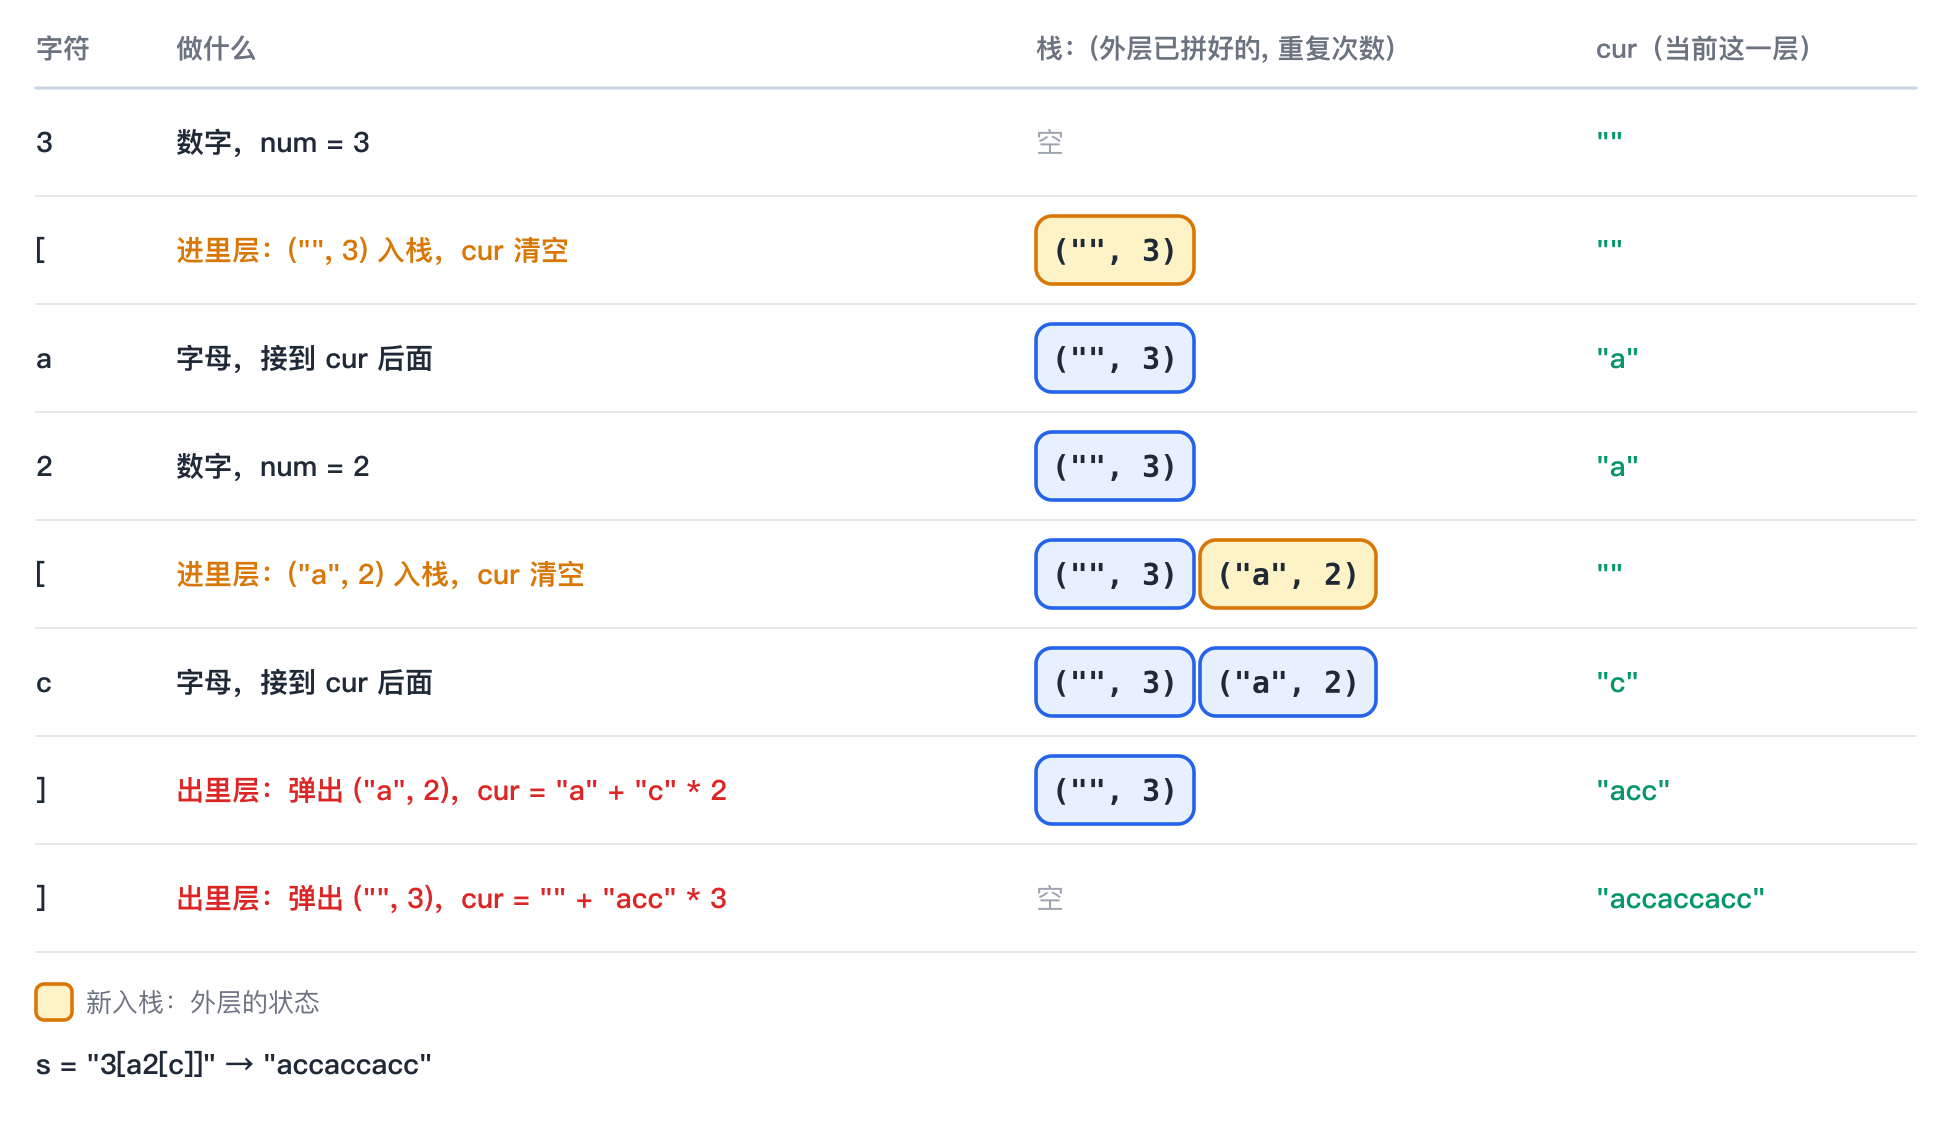 字符 做什么 栈：（外层已拼好的, 重复次数） cur（当前这一层）
3 数字，num = 3 空 ""
[ 进里层：("", 3) 入栈，cur 清空 ("", 3) ""
a 字母，接到 cur 后面 ("", 3) "a"
2 数字，num = 2 ("", 3) "a"
[ 进里层：("a", 2) 入栈，cur 清空 ("", 3) ("a", 2) ""
c 字母，接到 cur 后面 ("", 3) ("a", 2) "c"
] 出里层：弹出 ("a", 2)，cur = "a" + "c" * 2 ("", 3) "acc"
] 出里层：弹出 ("", 3)，cur = "" + "acc" * 3 空 "accaccacc"
新入栈：外层的状态
s = "3[a2[c]]" → "accaccacc"